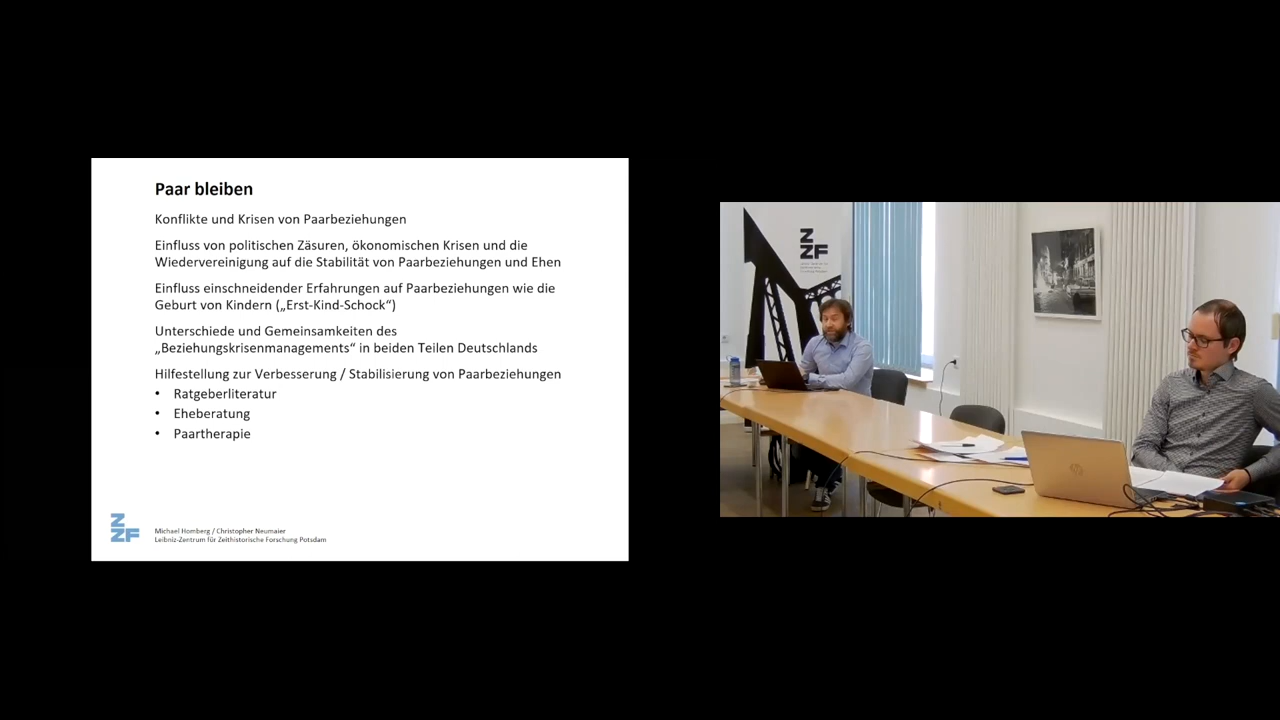 Paar bleiben
Konflikte und Krisen von Paarbeziehungen
Einfluss von politischen Zäsuren, ökonomischen Krisen und die
Wiedervereinigung auf die Stabilität von Paarbeziehungen und Ehen
Einfluss einschneidender Erfahrungen auf Paarbeziehungen wie die
Geburt von Kindern („Erst-Kind-Schock“)
Unterschiede und Gemeinsamkeiten des
„Beziehungskrisenmanagements“ in beiden Teilen Deutschlands
Hilfestellung zur Verbesserung / Stabilisierung von Paarbeziehungen
• Ratgeberliteratur
• Eheberatung
• Paartherapie
Z
ZF
Michael Homberg / Christopher Neumaier
Leibniz-Zentrum für Zeithistorische Forschung Potsdam
Z
ZF
hp